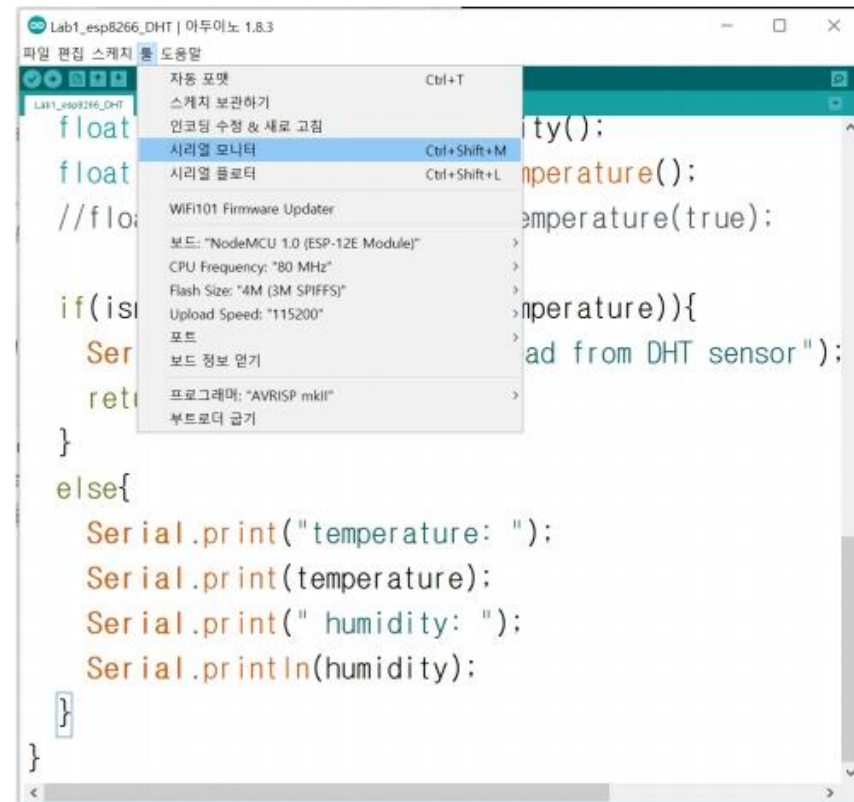 Lab1_esp8266_DHT | 아두이노 1.8.3
파일 편집 스케치 툴 도움말
Lab1_esp8266_DHT
자동 포맷 Ctrl+T
스케치 보관하기
인코딩 수정 & 새로 고침
시리얼 모니터 Ctrl+Shift+M
시리얼 플로터 Ctrl+Shift+L
WiFi101 Firmware Updater
보드: "NodeMCU 1.0 (ESP-12E Module)"
CPU Frequency: "80 MHz"
Flash Size: "4M (3M SPIFFS)"
Upload Speed: "115200"
포트
보드 정보 얻기
프로그래머: "AVRISP mkII"
부트로더 굽기
float ity();
float mperature();
//floa emperature(true);
if(isn mperature)){
Ser ad from DHT sensor");
retu
}
else{
Serial.print("temperature: ");
Serial.print(temperature);
Serial.print(" humidity: ");
Serial.println(humidity);
}
}